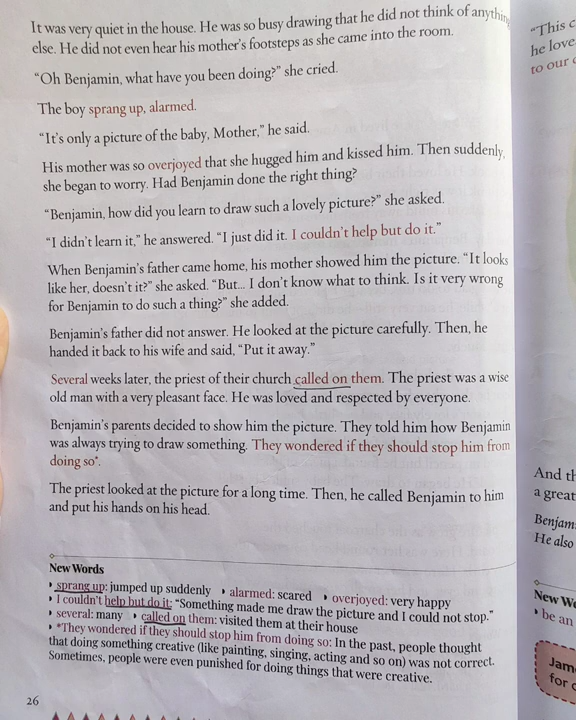 It was very quiet in the house. He was so busy drawing that he did not think of anything
else. He did not even hear his mother's footsteps as she came into the room.
"Oh Benjamin, what have you been doing?" she cried.
The boy sprang up, alarmed.
"It's only a picture of the baby, Mother," he said.
His mother was so overjoyed that she hugged him and kissed him. Then suddenly,
she began to worry. Had Benjamin done the right thing?
"Benjamin, how did you learn to draw such a lovely picture?" she asked.
"I didn't learn it," he answered. "I just did it. I couldn't help but do it."
When Benjamin's father came home, his mother showed him the picture. "It looks
like her, doesn't it?" she asked. "But... I don't know what to think. Is it very wrong
for Benjamin to do such a thing?" she added.
Benjamin's father did not answer. He looked at the picture carefully. Then, he
handed it back to his wife and said, "Put it away."
Several weeks later, the priest of their church called on them. The priest was a wise
old man with a very pleasant face. He was loved and respected by everyone.
Benjamin's parents decided to show him the picture. They told him how Benjamin
was always trying to draw something. They wondered if they should stop him from
doing so*.
The priest looked at the picture for a long time. Then, he called Benjamin to him
and put his hands on his head.
New Words
• sprang up: jumped up suddenly • alarmed: scared • overjoyed: very happy
• I couldn't help but do it: "Something made me draw the picture and I could not stop."
• several: many • called on them: visited them at their house
• *They wondered if they should stop him from doing so: In the past, people thought
that doing something creative (like painting, singing, acting and so on) was not correct.
Sometimes, people were even punished for doing things that were creative.
26
"This
he love
to our
And
a great
Benjam
He also
New
• be an
Jam
for